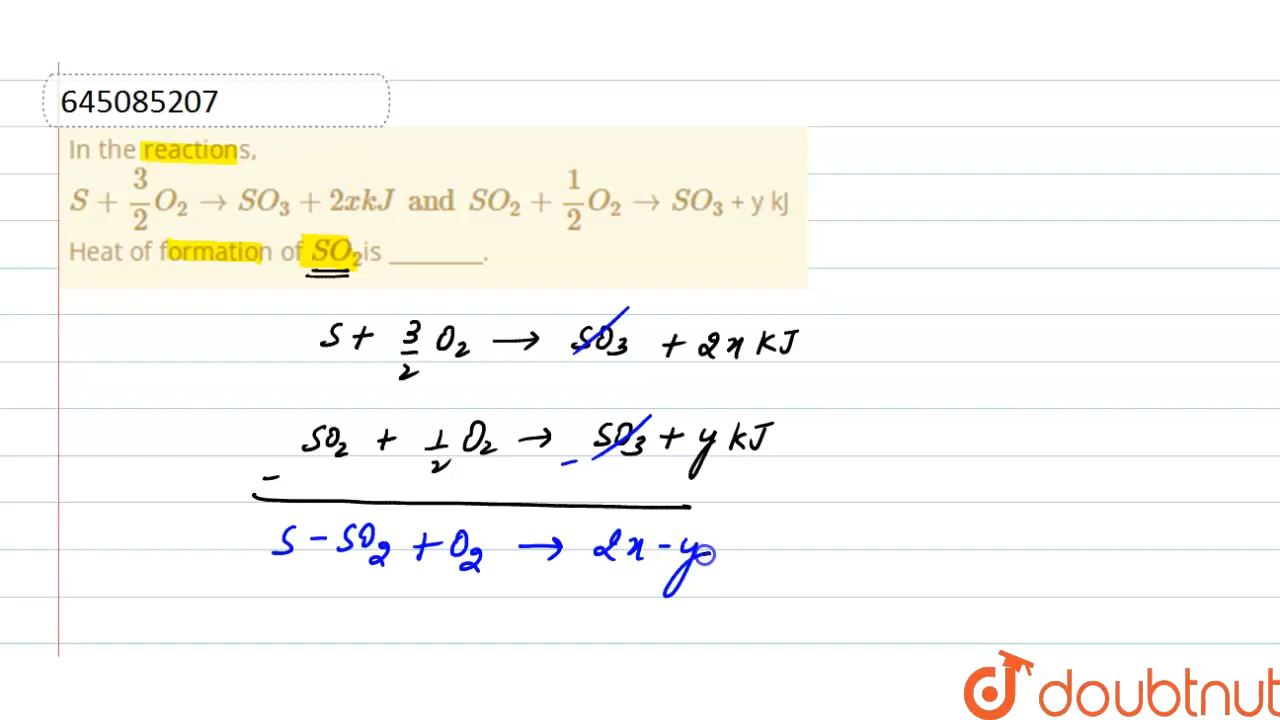 645085207
In the reactions,
S + 3/2 O₂ → SO₃ + 2xkJ and SO₂ + 1/2 O₂ → SO₃ + y kJ
Heat of formation of SO₂ is ________.
S + 3/2 O₂ → SO₃ + 2x KJ
SO₂ + 1/2 O₂ → SO₃ + y KJ
- -
S - SO₂ + O₂ → 2x - y
doubtnut